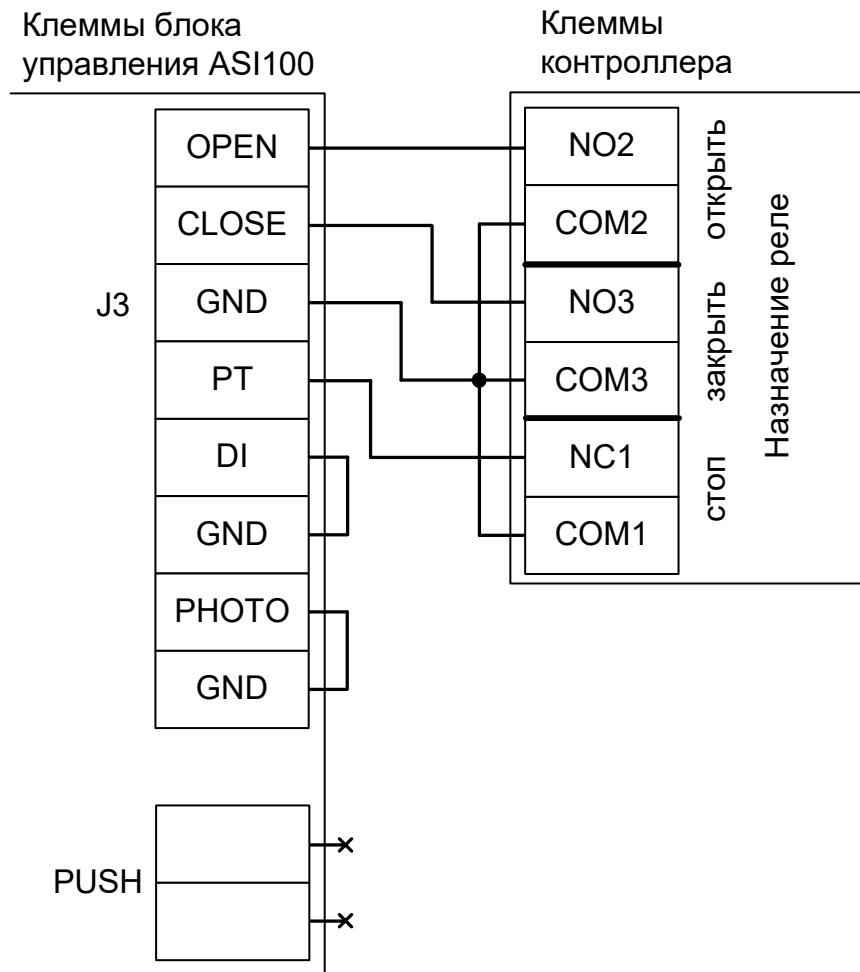 Клеммы блока
управления ASI100
Клеммы
контроллера
J3
OPEN
CLOSE
GND
PT
DI
GND
PHOTO
GND
PUSH
NO2
COM2
NO3
COM3
NC1
COM1
открыть
закрыть
стоп
Назначение реле